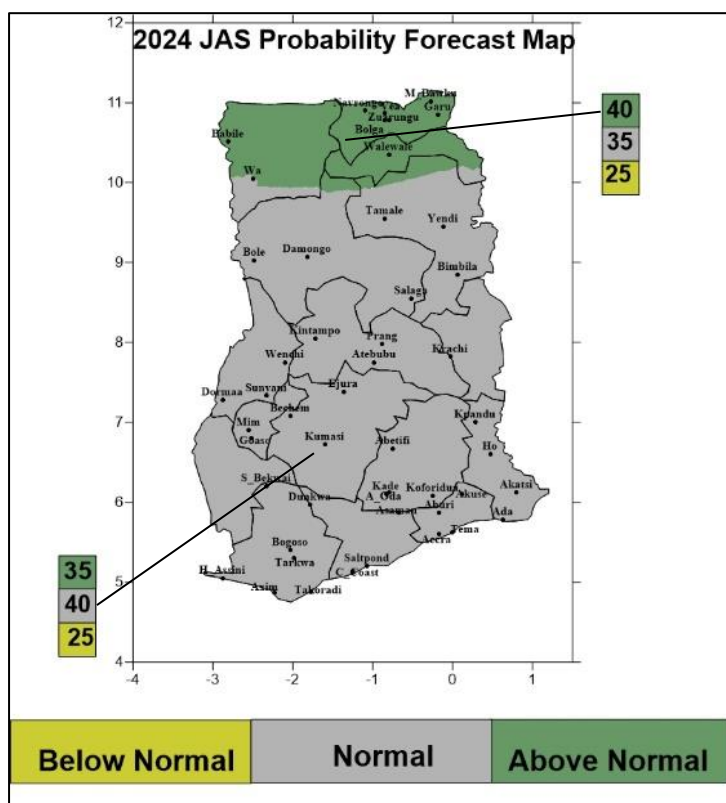 2024 JAS Probability Forecast Map
12
11
10
9
8
7
6
5
4
-4
-3
-2
-1
0
1
M_Bawku
Navrongo
Garu
Zuarungu
Bolga
Babile
Walewale
Wa
Tamale
Yendi
Bole
Damongo
Bimbila
Salaga
Kintampo
Prang
Wenchi
Atebubu
Krachi
Ejura
Dormaa
Sunyani
Bechem
Kpandu
Mim
Goaso
Kumasi
Abetifi
Ho
S_Bekwai
Kade
Koforidua
Akatsi
Dunkwa
A_Oda
Akuse
Asaman
Aburi
Ada
Tema
Accra
Bogoso
Saltpond
Tarkwa
H_Assini
C_Coast
Axim
Takoradi
40
35
25
35
40
25
Below Normal
Normal
Above Normal